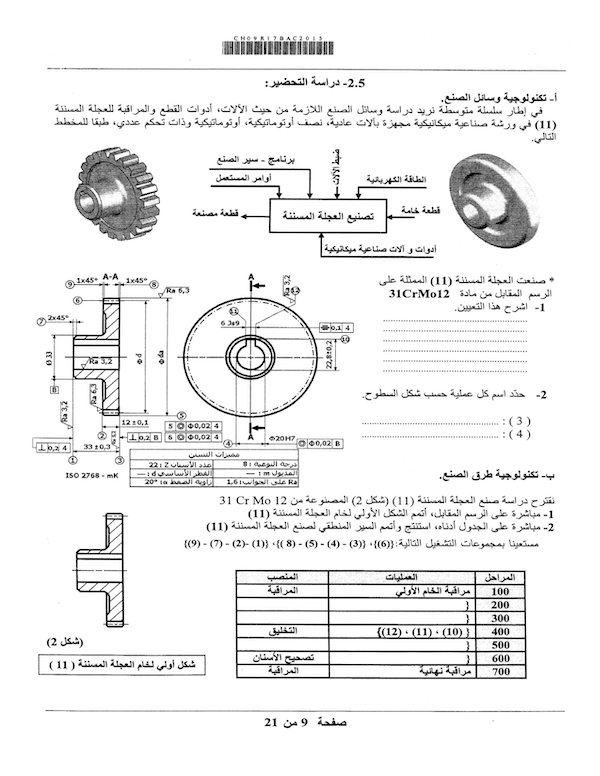 CH09R17BAC2013
2.5- دراسة التحضير:
أ- تكنولوجية وسائل الصنع.
في إطار سلسلة متوسطة نريد دراسة وسائل الصنع اللازمة من حيث الآلات، أدوات القطع والمراقبة للعجلة المسننة
(11) في ورشة صناعية ميكانيكية مجهزة بآلات عادية، نصف أوتوماتيكية، أوتوماتيكية وذات تحكم عددي، طبقا للمخطط
التالي.
برنامج - سير الصنع
أوامر المستعمل
ضبط الآلات
الطاقة الكهربائية
قطعة خامة
تصنيع العجلة المسننة
قطعة مصنعة
أدوات و آلات صناعية ميكانيكية
* صنعت العجلة المسننة (11) الممثلة على
الرسم المقابل من مادة 31CrMo12
1- اشرح هذا التعيين.
2- حدّد اسم كل عملية حسب شكل السطوح.
( 3 ) :
( 4 ) :
9 1x45° A-A 1x45° 8
6
Ra 6,3
7 2x45°
Ø 33
B
Ra 3,2
Φ d
Φ da
Ra 6,3
Ra 3,2
12 ± 0,1
⊥ 0,2 B
33 ± 0,3
⊥ 0,2 4
1
2
3
5
ISO 2768 - mK
A
Ra 3,2
12
11
6 Js9
0,1 4
10
22,8±0,2
A
5 ◎ Φ0,02 4
6 ◎ Φ0,02 4
4
Φ20H7
◎ Φ0,02 B
مميزات التسنين
عدد الأسنان Z : 22
درجة النوعية : 8
القطر الأساسي d : ---
المديول m : ---
زاوية الضغط α : 20°
Ra على الجوانب: 1,6
ب- تكنولوجية طرق الصنع.
نقترح دراسة صنع العجلة المسننة (11) (شكل 2) المصنوعة من 31 Cr Mo 12
1- مباشرة على الرسم المقابل، أتمم الشكل الأولي لخام العجلة المسننة (11)
2- مباشرة على الجدول أدناه، استنتج وأتمم السير المنطقي لصنع العجلة المسننة (11)
مستعينا بمجموعات التشغيل التالية:{(6)}، {(3) - (4) - (5) - (8)}، {(1) -(2) - (7) - (9)}
المراحل العمليات المنصب
100 مراقبة الخام الأولي المراقبة
200 {
300 {
400 {(10) ، (11) ، (12)} التخليق
500 {
600 { تصحيح الأسنان
700 مراقبة نهائية المراقبة
(شكل 2)
شكل أولي لخام العجلة المسننة ( 11 )
صفحة 9 من 21